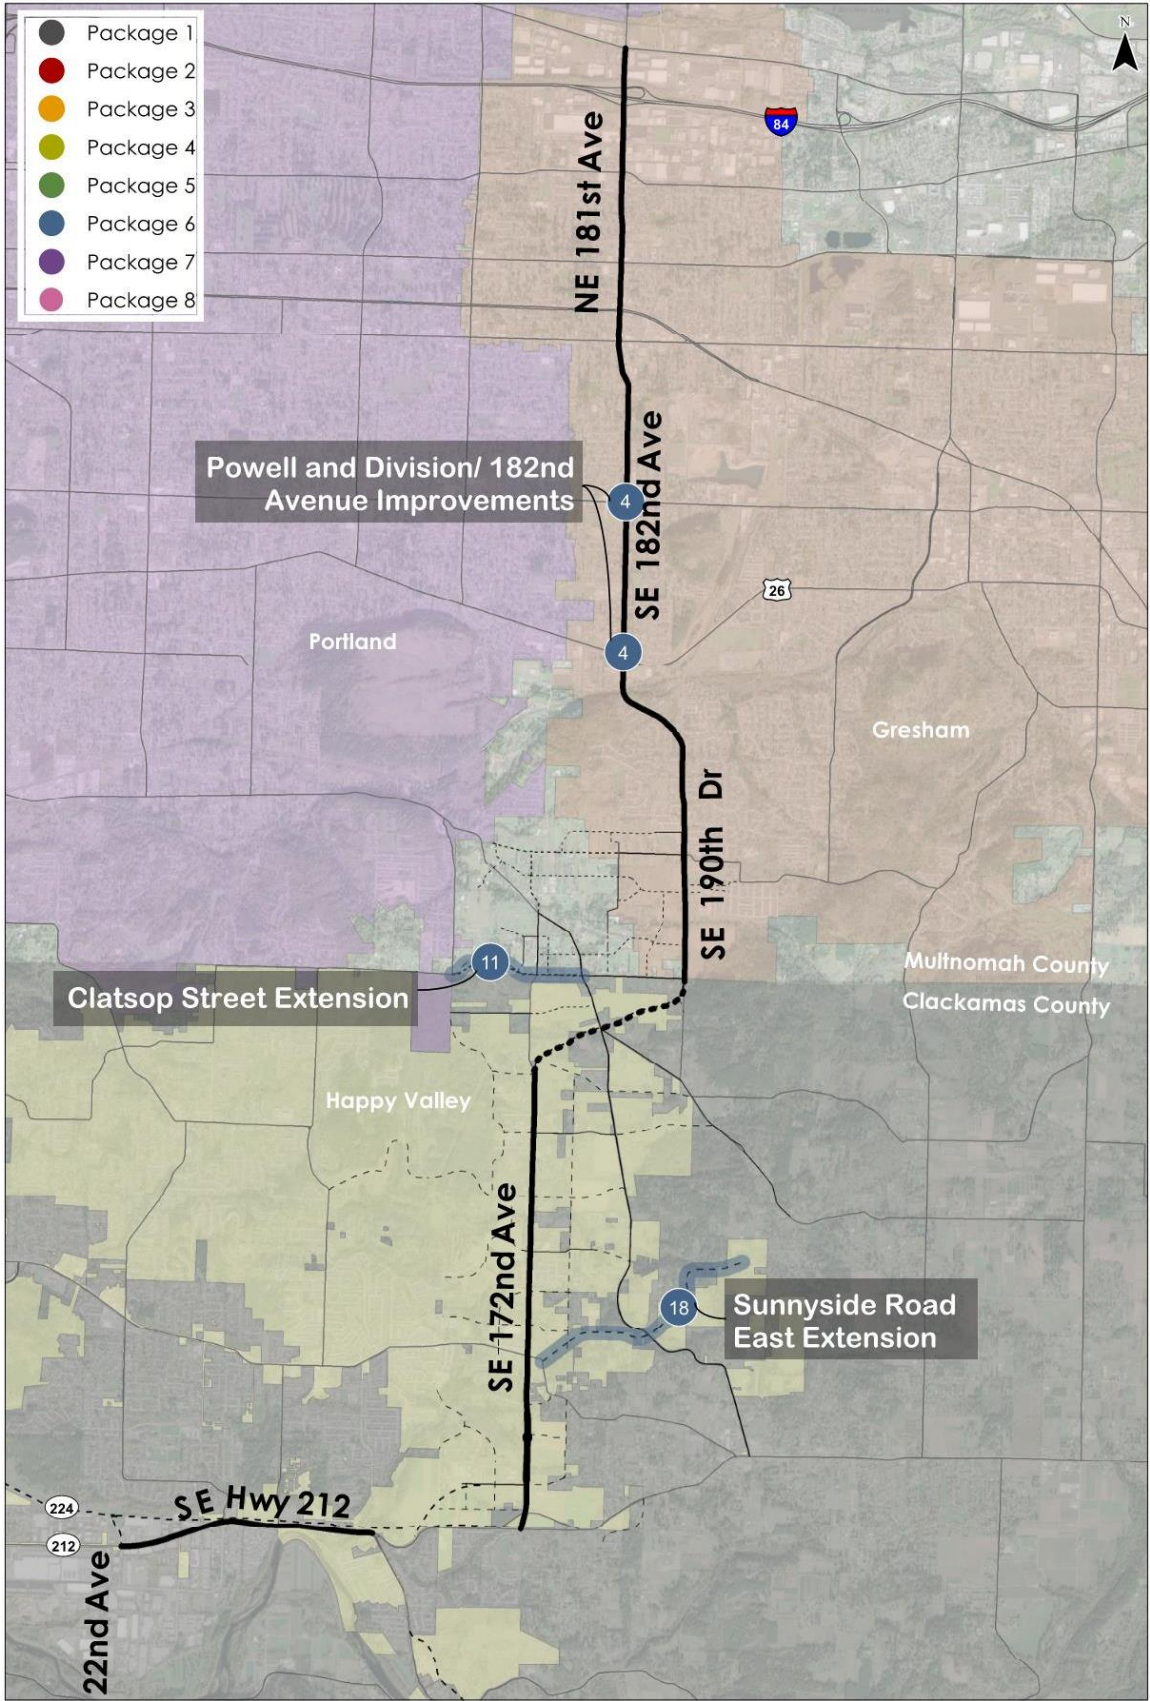 Package 1
Package 2
Package 3
Package 4
Package 5
Package 6
Package 7
Package 8
N
84
NE 181st Ave
Powell and Division/ 182nd
Avenue Improvements
4
SE 182nd Ave
26
4
Portland
Gresham
SE 190th Dr
11
Clatsop Street Extension
Multnomah County
Clackamas County
Happy Valley
SE 172nd Ave
18
Sunnyside Road
East Extension
224
SE Hwy 212
212
22nd Ave